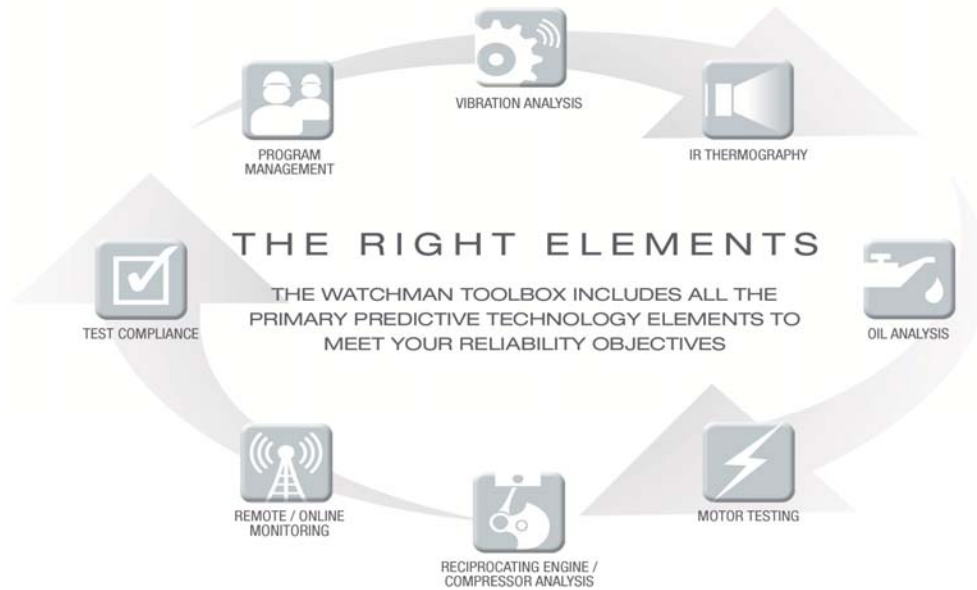 VIBRATION ANALYSIS
PROGRAM
MANAGEMENT
IR THERMOGRAPHY
THE RIGHT ELEMENTS
THE WATCHMAN TOOLBOX INCLUDES ALL THE
PRIMARY PREDICTIVE TECHNOLOGY ELEMENTS TO
MEET YOUR RELIABILITY OBJECTIVES
TEST COMPLIANCE
OIL ANALYSIS
REMOTE / ONLINE
MONITORING
MOTOR TESTING
RECIPROCATING ENGINE /
COMPRESSOR ANALYSIS